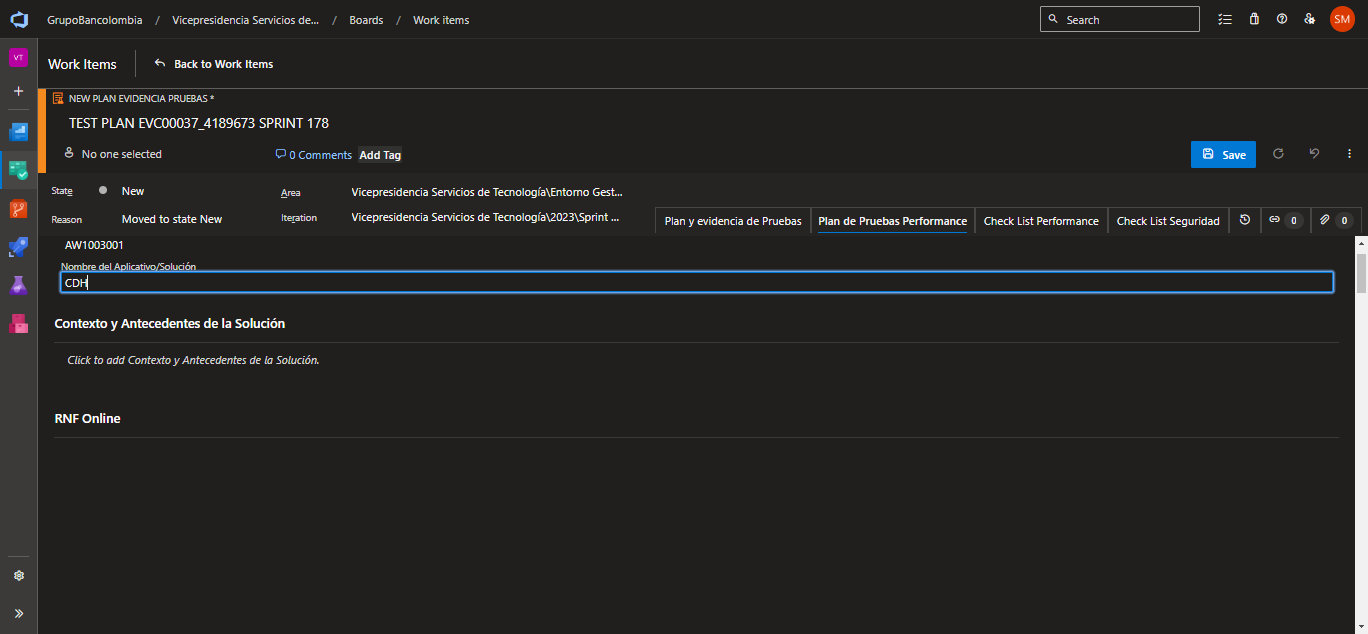 GrupoBancolombia / Vicepresidencia Servicios de... / Boards / Work items
Search
SM
VT
Work Items
Back to Work Items
NEW PLAN EVIDENCIA PRUEBAS *
TEST PLAN EVC00037_4189673 SPRINT 178
No one selected
0 Comments
Add Tag
Save
State
New
Area
Vicepresidencia Servicios de Tecnología\Entorno Gest...
Reason
Moved to state New
Iteration
Vicepresidencia Servicios de Tecnología\2023\Sprint ...
Plan y evidencia de Pruebas
Plan de Pruebas Performance
Check List Performance
Check List Seguridad
0
0
AW1003001
Nombre del Aplicativo/Solución
CDH
Contexto y Antecedentes de la Solución
Click to add Contexto y Antecedentes de la Solución.
RNF Online